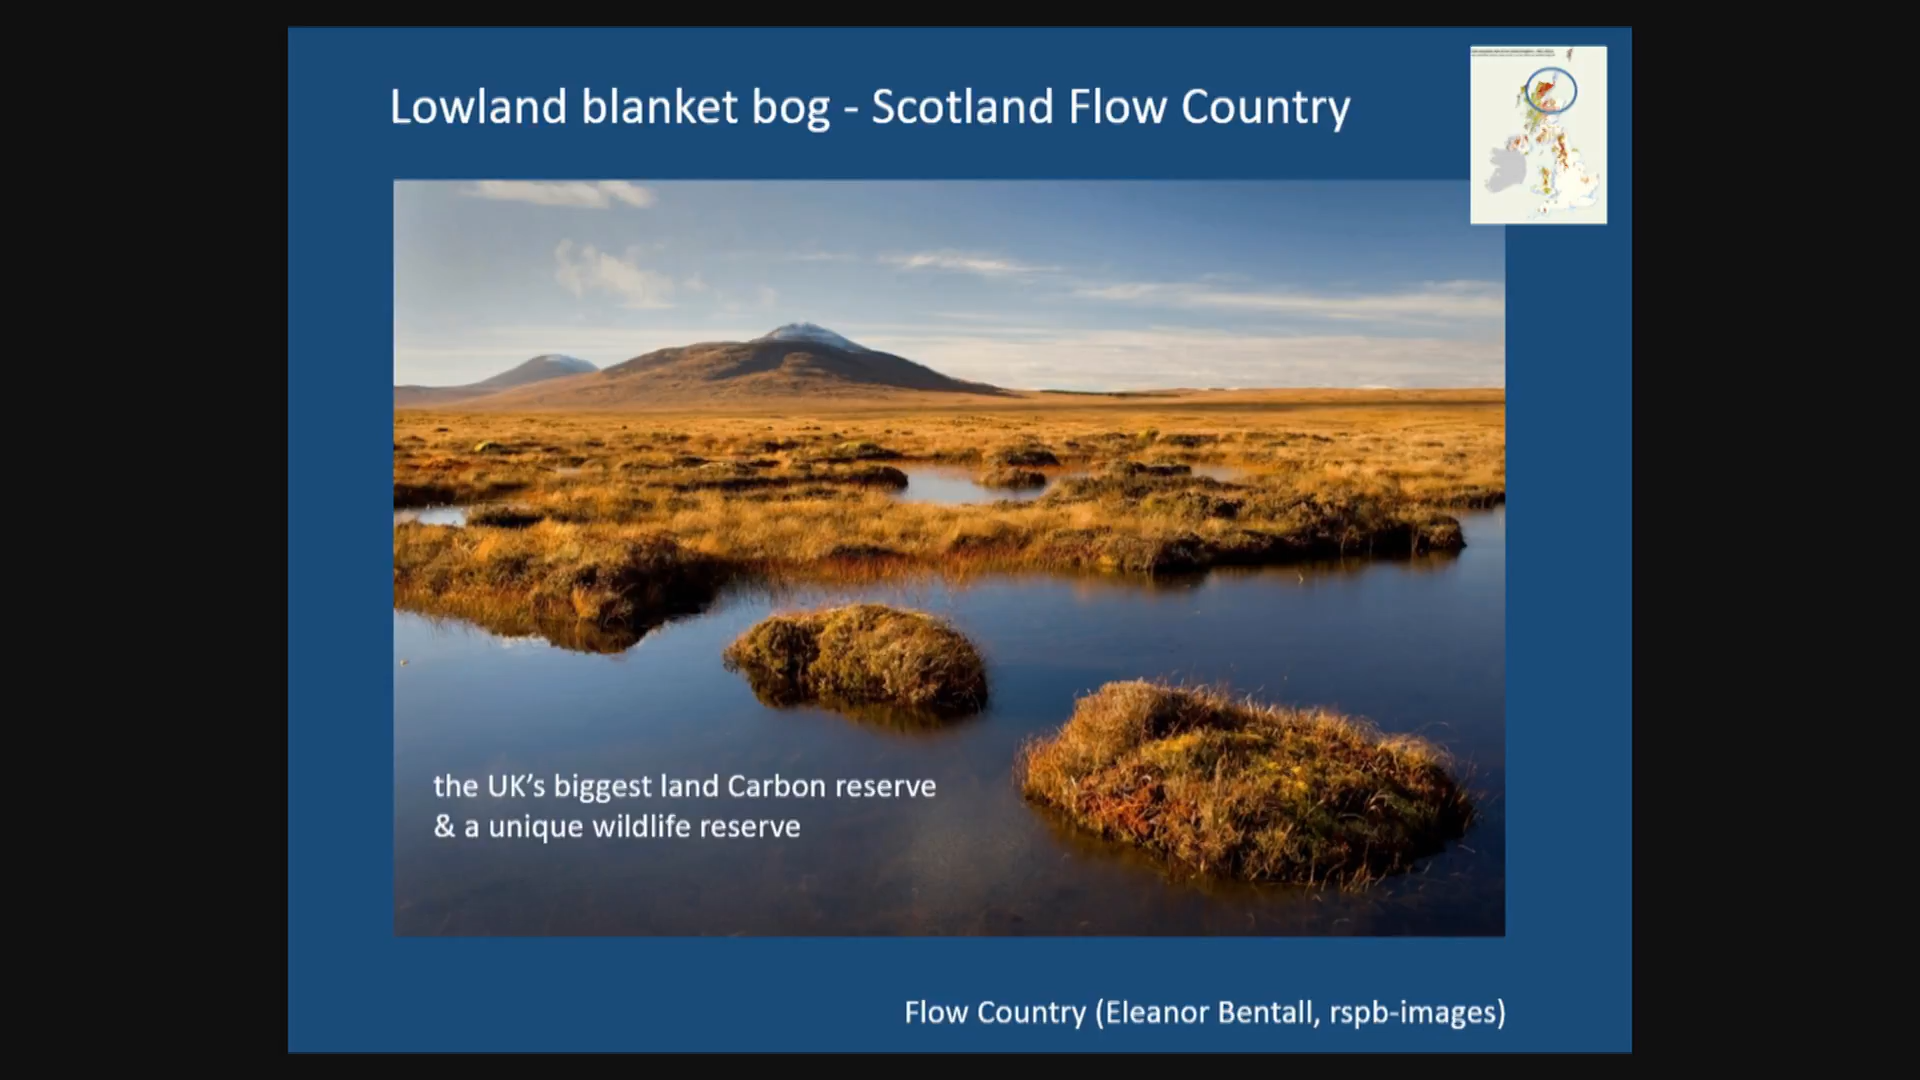 Lowland blanket bog - Scotland Flow Country
the UK’s biggest land Carbon reserve
& a unique wildlife reserve
Flow Country (Eleanor Bentall, rspb-images)